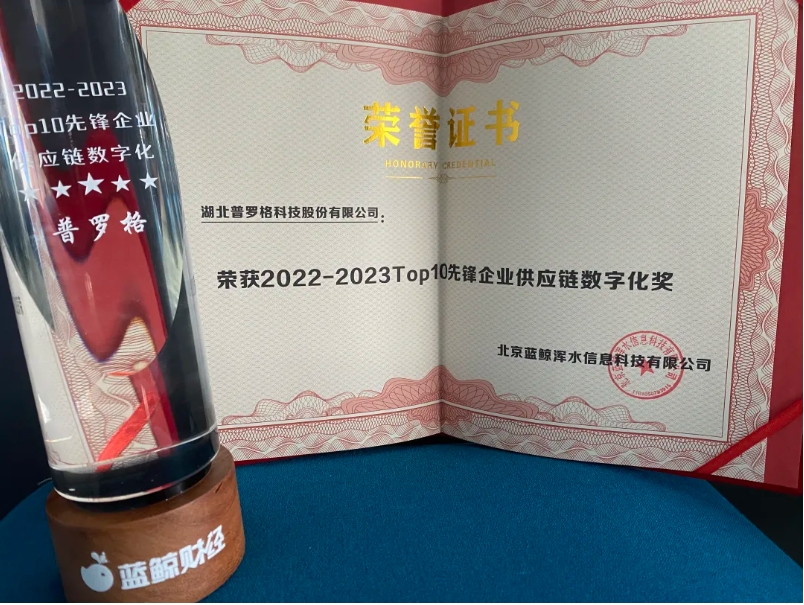 2022-2023
Top10先锋企业
供应链数字化
普罗格
蓝鲸财经
荣誉证书
HONORARY CREDENTIAL
湖北普罗格科技股份有限公司：
荣获2022-2023Top10先锋企业供应链数字化奖
北京蓝鲸浑水信息科技有限公司